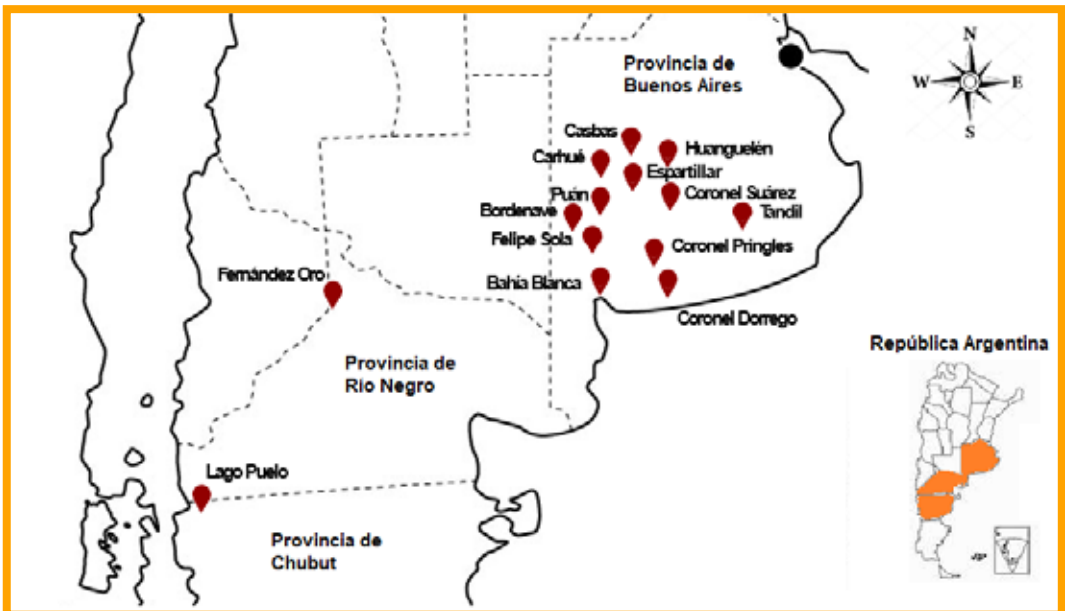 Provincia de
Buenos Aires
N
W
E
S
Casbas
Huanguelén
Carhué
Espartillar
Puán
Coronel Suárez
Bordenave
Tandil
Felipe Sola
Coronel Pringles
Fernández Oro
Bahía Blanca
Coronel Dorrego
República Argentina
Provincia de
Río Negro
Lago Puelo
Provincia de
Chubut